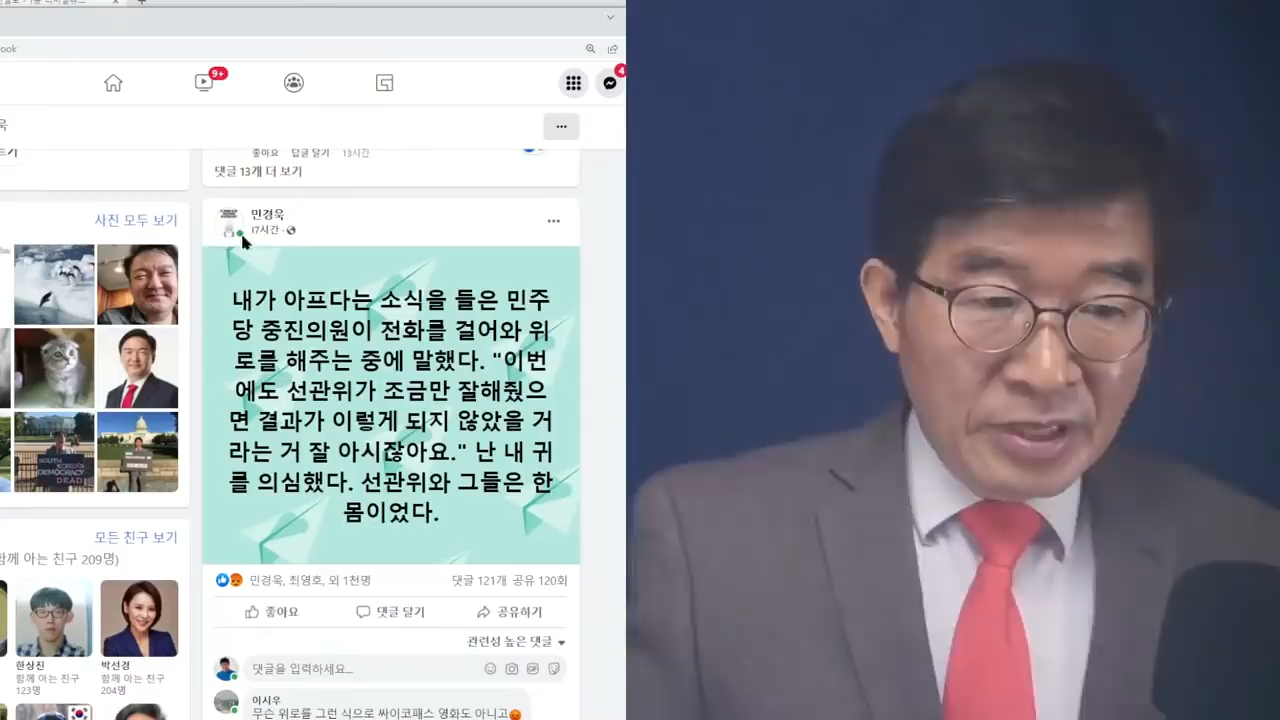 ook
9+
4
욱
...
좋아요 답글 달기 13시간
댓글 13개 더 보기
사진 모두 보기
민경욱
17시간
내가 아프다는 소식을 들은 민주
당 중진의원이 전화를 걸어와 위
로를 해주는 중에 말했다. "이번
에도 선관위가 조금만 잘해줬으
면 결과가 이렇게 되지 않았을 거
라는 거 잘 아시잖아요." 난 내 귀
를 의심했다. 선관위와 그들은 한
몸이었다.
SOUTH
KOREA'S
DEMOCRACY
DEAD
모든 친구 보기
함께 아는 친구 209명)
민경욱, 최영호, 외 1천명
댓글 121개 공유 120회
좋아요 댓글 달기 공유하기
관련성 높은 댓글
댓글을 입력하세요...
GIF
한상진
함께 아는 친구
123명
박선경
함께 아는 친구
204명
이시우
무슨 위로를 그런 식으로 싸이코패스 영화도 아니고